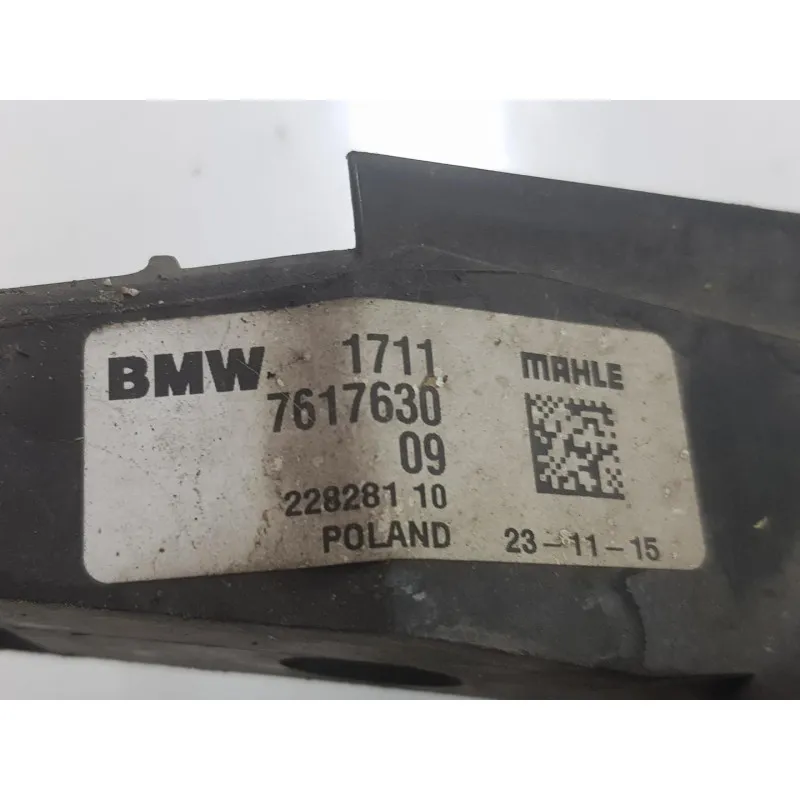 BMW 1711 MAHLE
7617630
09
228281 10
POLAND 23-11-15